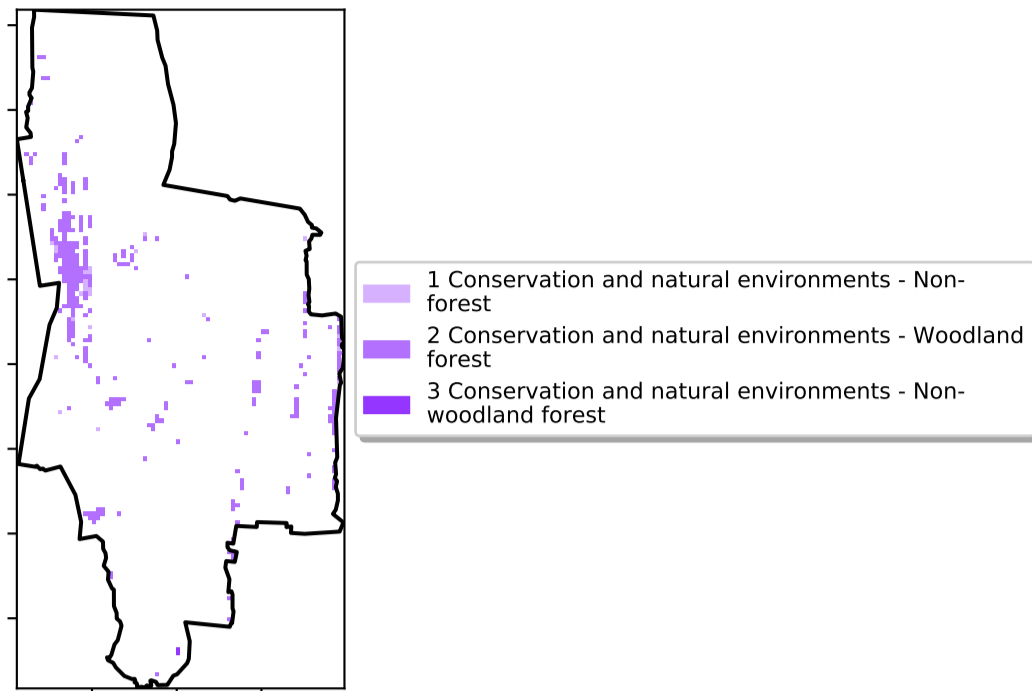 1 Conservation and natural environments - Non-
forest
2 Conservation and natural environments - Woodland
forest
3 Conservation and natural environments - Non-
woodland forest